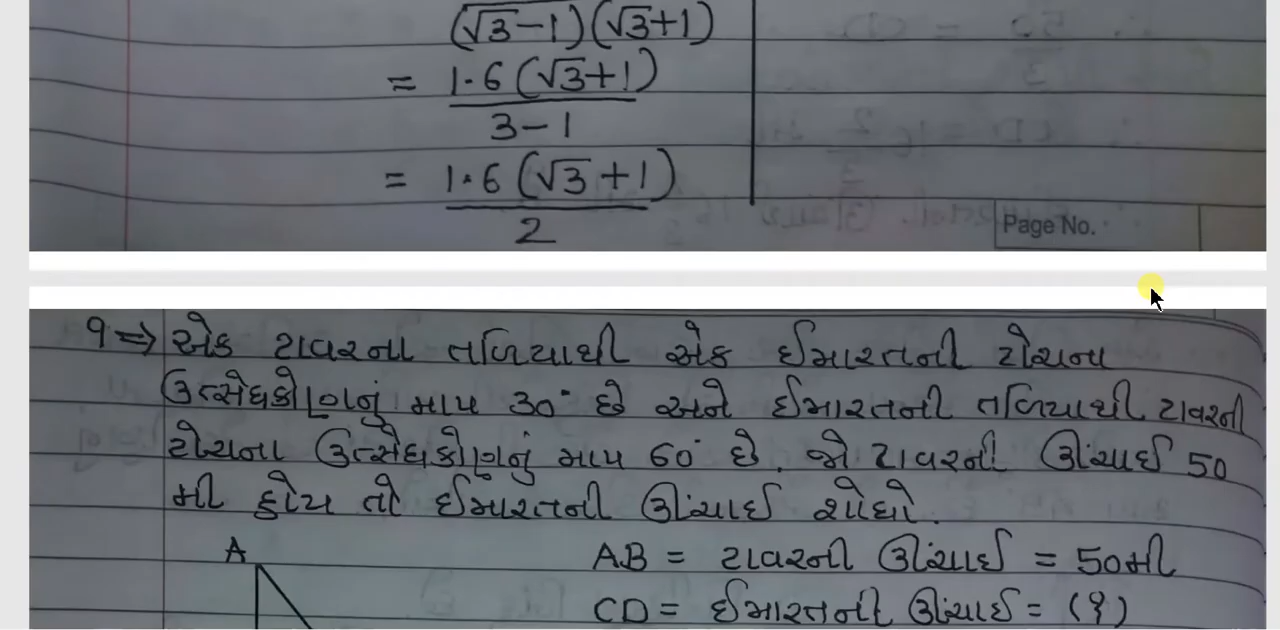 (√3-1)(√3+1)
= 1.6 (√3+1)
3-1
= 1.6 (√3+1)
2
Page No.
9 ⇒ એક ટાવરના તળિયાથી એક ઈમારતની ટોચના
ઉત્સેધકોણનું માપ 30° છે અને ઈમારતની તળિયાથી ટાવરની
ટોચના ઉત્સેધકોણનું માપ 60° છે. જો ટાવરની ઊંચાઈ 50
મી હોય તો ઈમારતની ઊંચાઈ શોધો.
A
AB = ટાવરની ઊંચાઈ = 50મી
CD = ઈમારતની ઊંચાઈ = (?)